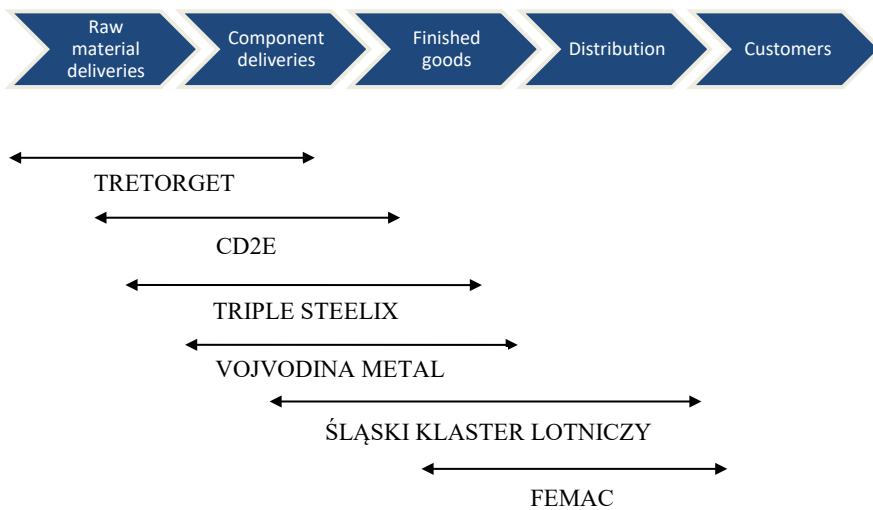 Raw
material
deliveries
Component
deliveries
Finished
goods
Distribution
Customers
TRETORGET
CD2E
TRIPLE STEELIX
VOJVODINA METAL
ŚLĄSKI KLASTER LOTNICZY
FEMAC